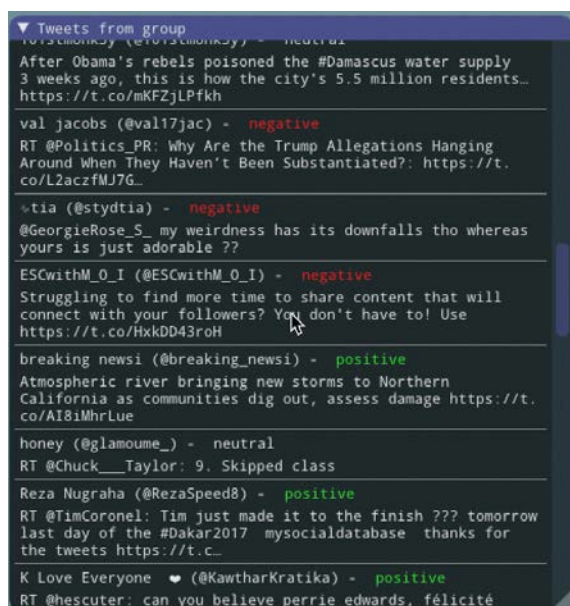 ▼ Tweets from group
neutral
After Obama's rebels poisoned the #Damascus water supply
3 weeks ago, this is how the city's 5.5 million residents…
https://t.co/mKFZjLPfkh
val jacobs (@val17jac) - negative
RT @Politics_PR: Why Are the Trump Allegations Hanging
Around When They Haven't Been Substantiated?: https://t.
co/L2aczfMJ7G…
tia (@stydtia) - negative
@GeorgieRose_S_ my weirdness has its downfalls tho whereas
yours is just adorable ??
ESCwithM_O_I (@ESCwithM_O_I) - negative
Struggling to find more time to share content that will
connect with your followers? You don't have to! Use
https://t.co/HxkDD43roH
breaking newsi (@breaking_newsi) - positive
Atmospheric river bringing new storms to Northern
California as communities dig out, assess damage https://t.
co/AI8iMhrLue
honey (@glamoume_) - neutral
RT @Chuck___Taylor: 9. Skipped class
Reza Nugraha (@RezaSpeed8) - positive
RT @TimCoronel: Tim just made it to the finish ??? tomorrow
last day of the #Dakar2017 mysocialdatabase thanks for
the tweets https://t.c…
K Love Everyone ❤ (@KawtharKratika) - positive
RT @hescuter: can you believe perrie edwards, félicité